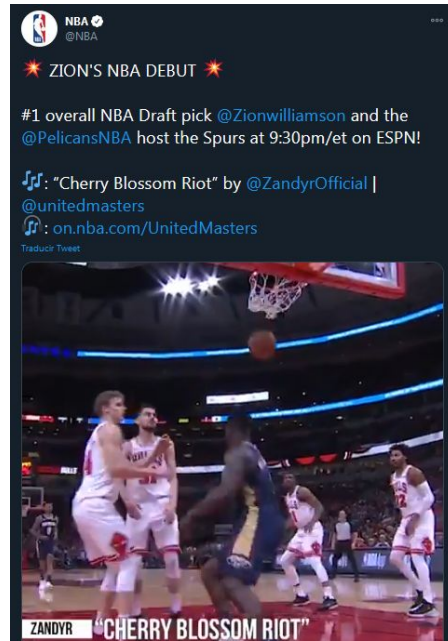 NBA
@NBA
💥 ZION'S NBA DEBUT 💥
#1 overall NBA Draft pick @Zionwilliamson and the
@PelicansNBA host the Spurs at 9:30pm/et on ESPN!
🎶: “Cherry Blossom Riot” by @ZandyrOfficial |
@unitedmasters
🎧: on.nba.com/UnitedMasters
Traducir Tweet
ZANDYR "CHERRY BLOSSOM RIOT"